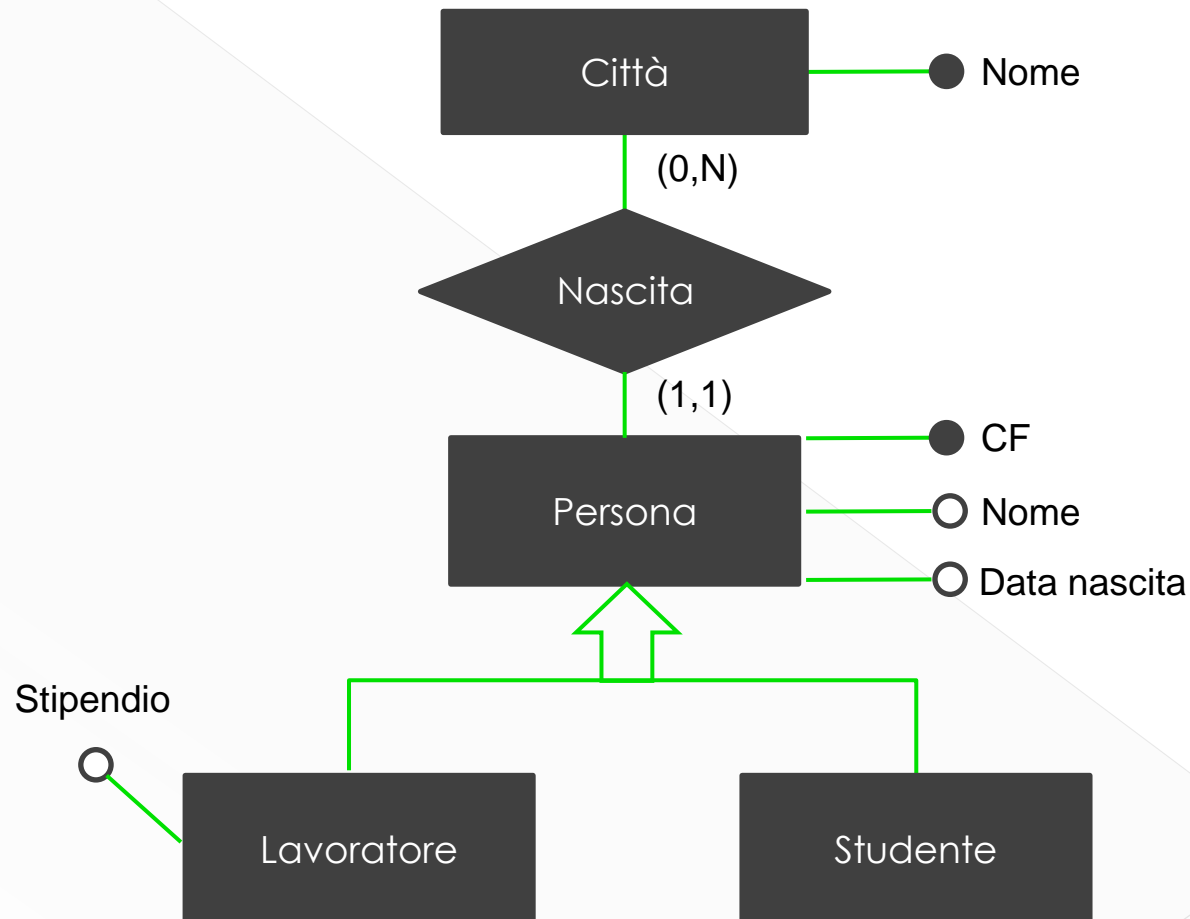 Città
Nome
(0,N)
Nascita
(1,1)
CF
Persona
Nome
Data nascita
Stipendio
Lavoratore
Studente